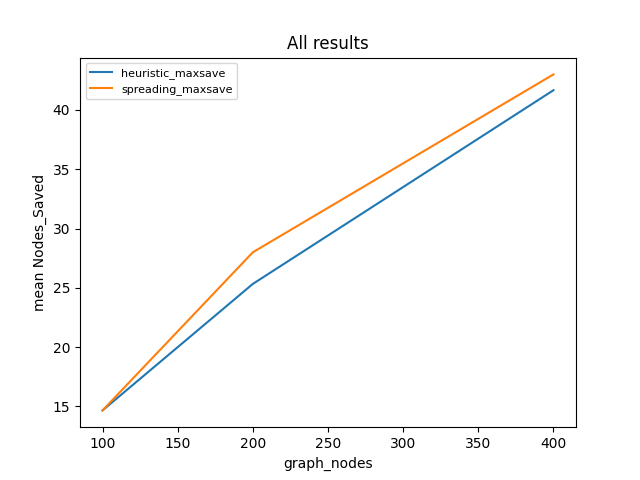 All results
heuristic_maxsave
spreading_maxsave
mean Nodes_Saved
40
35
30
25
20
15
100 150 200 250 300 350 400
graph_nodes